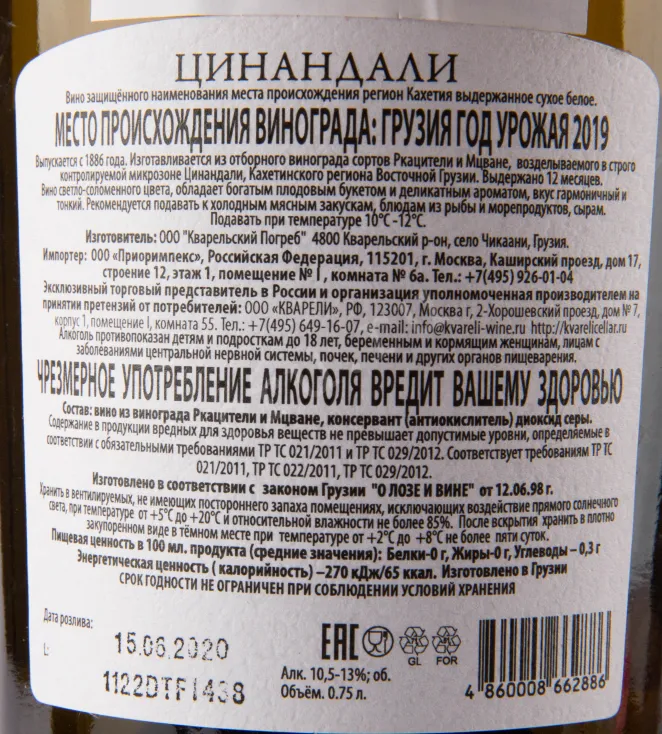 ЦИНАНДАЛИ
Вино защищённого наименования места происхождения регион Кахетия выдержанное сухое белое.
МЕСТО ПРОИСХОЖДЕНИЯ ВИНОГРАДА: ГРУЗИЯ ГОД УРОЖАЯ 2019
Выпускается с 1886 года. Изготавливается из отборного винограда сортов Ркацители и Мцване, возделываемого в строго
контролируемой микрозоне Цинандали, Кахетинского региона Восточной Грузии. Выдержано 12 месяцев.
Вино светло-соломенного цвета, обладает богатым плодовым букетом и деликатным ароматом, вкус гармоничный и
тонкий. Рекомендуется подавать к холодным мясным закускам, блюдам из рыбы и морепродуктов, сырам.
Подавать при температуре 10°С -12°С.
Изготовитель: ООО "Кварельский Погреб" 4800 Кварельский р-он, село Чикаани, Грузия.
Импортер: ООО «Приоримпекс», Российская Федерация, 115201, г. Москва, Каширский проезд, дом 17,
строение 12, этаж 1, помещение № I , комната № 6а. Тел.: +7(495) 926-01-04
Эксклюзивный торговый представитель в России и организация уполномоченная производителем на
принятии претензий от потребителей: ООО «КВАРЕЛИ», РФ, 123007, Москва г, 2-Хорошевский проезд, дом № 7,
корпус 1, помещение I, комната 55. Тел.: +7(495) 649-16-07, e-mail: info@kvareli-wine.ru http://kvarelicellar.ru
Алкоголь противопоказан детям и подросткам до 18 лет, беременным и кормящим женщинам, лицам с
заболеваниями центральной нервной системы, почек, печени и других органов пищеварения.
ЧРЕЗМЕРНОЕ УПОТРЕБЛЕНИЕ АЛКОГОЛЯ ВРЕДИТ ВАШЕМУ ЗДОРОВЬЮ
Состав: вино из винограда Ркацители и Мцване, консервант (антиокислитель) диоксид серы.
Содержание в продукции вредных для здоровья веществ не превышает допустимые уровни, определяемые в
соответствии с обязательными требованиями ТР ТС 021/2011 и ТР ТС 029/2012. Соответствует требованиям ТР ТС
021/2011, ТР ТС 022/2011, ТР ТС 029/2012.
Изготовлено в соответствии с законом Грузии "О ЛОЗЕ И ВИНЕ" от 12.06.98 г.
Хранить в вентилируемых, не имеющих постороннего запаха помещениях, исключающих воздействие прямого солнечного
света, при температуре от +5°С до +20°С и относительной влажности не более 85%. После вскрытия хранить в плотно
закупоренном виде в тёмном месте при температуре от +2°С до +8°С не более пяти суток.
Пищевая ценность в 100 мл. продукта (средние значения): Белки-0 г, Жиры-0 г, Углеводы – 0,3 г
Энергетическая ценность ( калорийность) –270 кДж/65 ккал. Изготовлено в Грузии
СРОК ГОДНОСТИ НЕ ОГРАНИЧЕН ПРИ СОБЛЮДЕНИИ УСЛОВИЙ ХРАНЕНИЯ
Дата розлива:
15.06.2020
L:
1122DTF1438
ЕАС
GL
FOR
Алк. 10,5-13%; об.
Объём. 0.75 л.
4 860008 662886